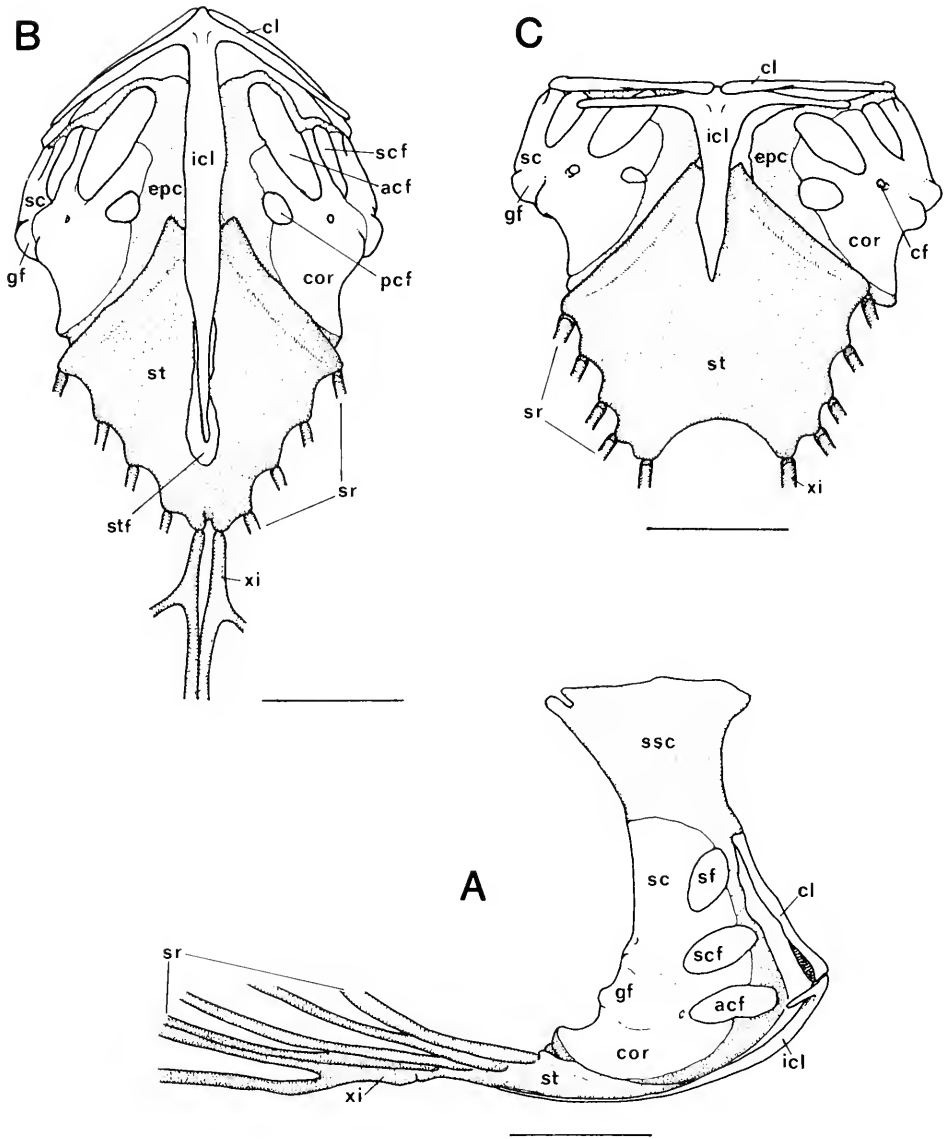 B
cl
icl
scf
acf
sc
epc
gf
pcf
cor
st
sr
stf
xi
C
cl
icl
sc
epc
gf
cf
cor
st
sr
xi
A
ssc
sc
sf
cl
scf
sr
gf
acf
cor
icl
st
xi